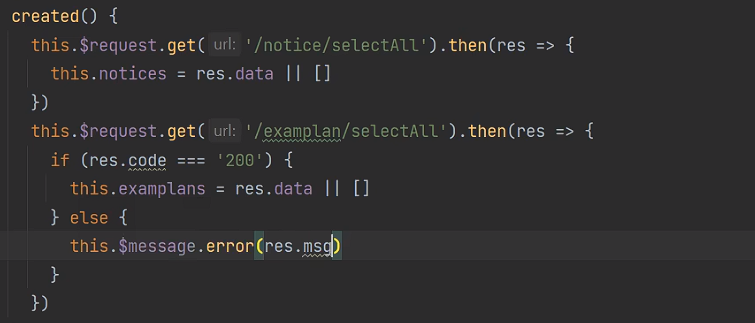 created() {
this.$request.get( url: '/notice/selectAll').then(res => {
this.notices = res.data || []
})
this.$request.get( url: '/examplan/selectAll').then(res => {
if (res.code === '200') {
this.examplans = res.data || []
} else {
this.$message.error(res.msg)
}
})